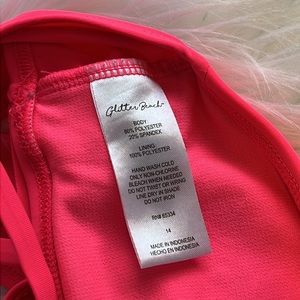 Glitter Beach
BODY:
80% POLYESTER
20% SPANDEX
LINING:
100% POLYESTER
HAND WASH COLD
ONLY NON-CHLORINE
BLEACH WHEN NEEDED
DO NOT TWIST OR WRING
LINE DRY IN SHADE
DO NOT IRON
RN# 65334
14
MADE IN INDONESIA
HECHO EN INDONESIA